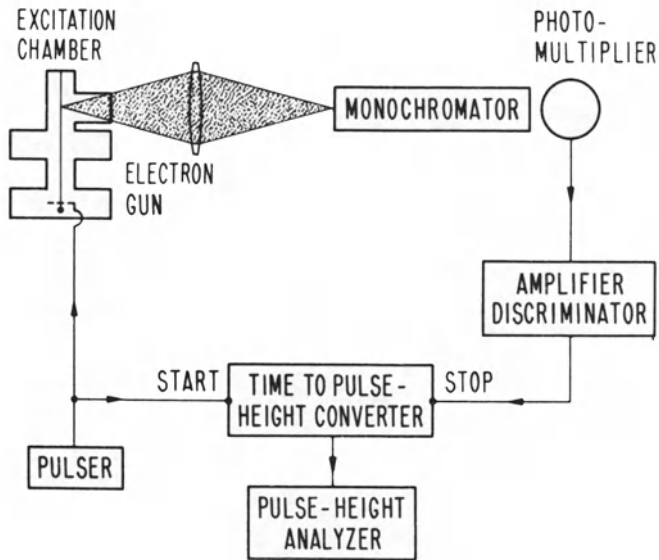 EXCITATION
CHAMBER
PHOTO-
MULTIPLIER
MONOCHROMATOR
ELECTRON
GUN
AMPLIFIER
DISCRIMINATOR
START
TIME TO PULSE-
HEIGHT CONVERTER
STOP
PULSER
PULSE-HEIGHT
ANALYZER